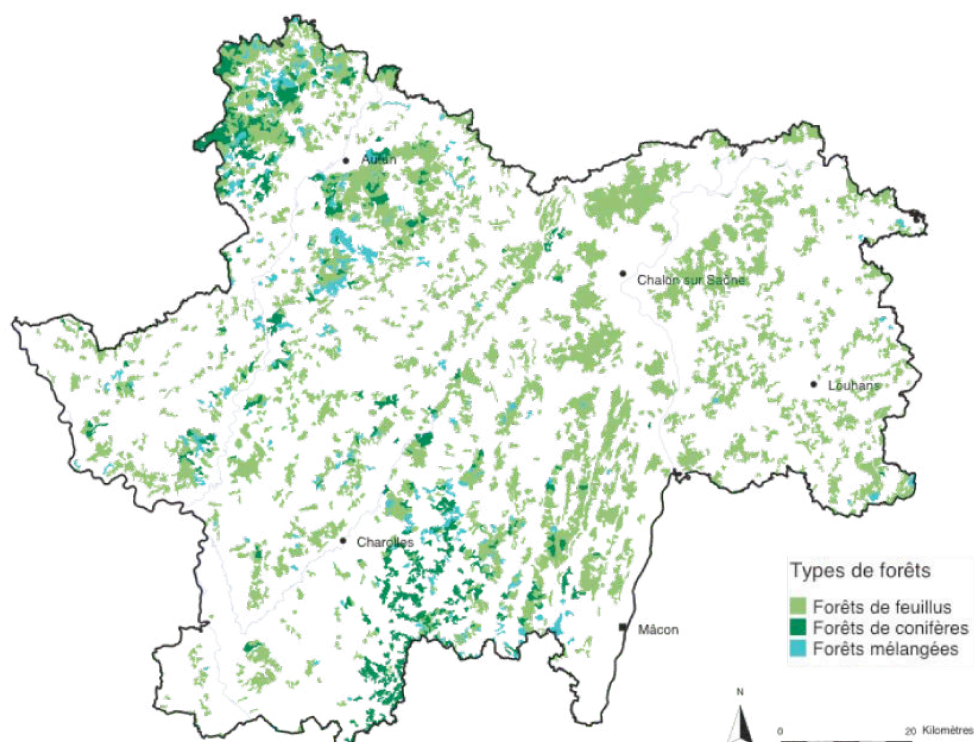 Autun
Chalon sur Saône
Louhans
Charolles
Mâcon
Types de forêts
Forêts de feuillus
Forêts de conifères
Forêts mélangées
N
0 20 Kilomètres